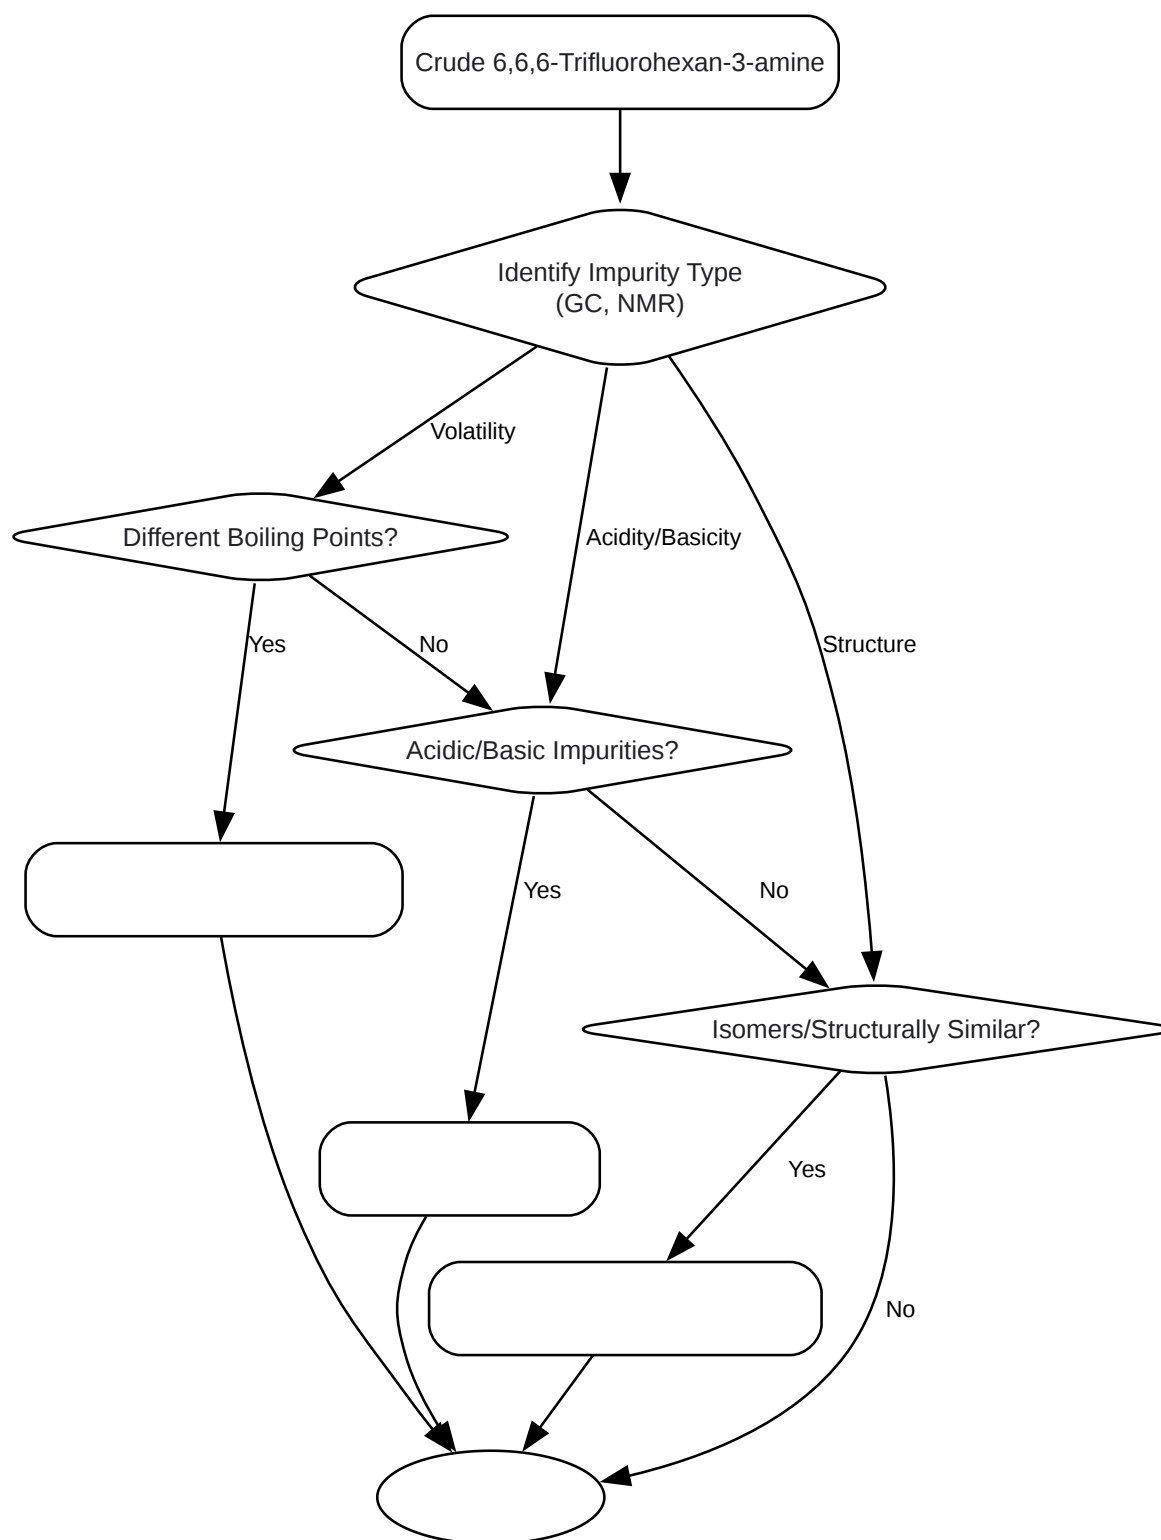 Crude 6,6,6-Trifluorohexan-3-amine
Identify Impurity Type
(GC, NMR)
Volatility
Different Boiling Points?
Acidity/Basicity
Yes
No
Structure
Acidic/Basic Impurities?
Yes
No
Isomers/Structurally Similar?
Yes
No